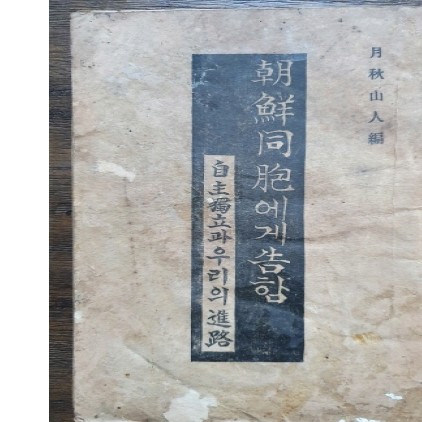 月秋山人編
朝鮮同胞에게告함
自主獨立과우리의進路